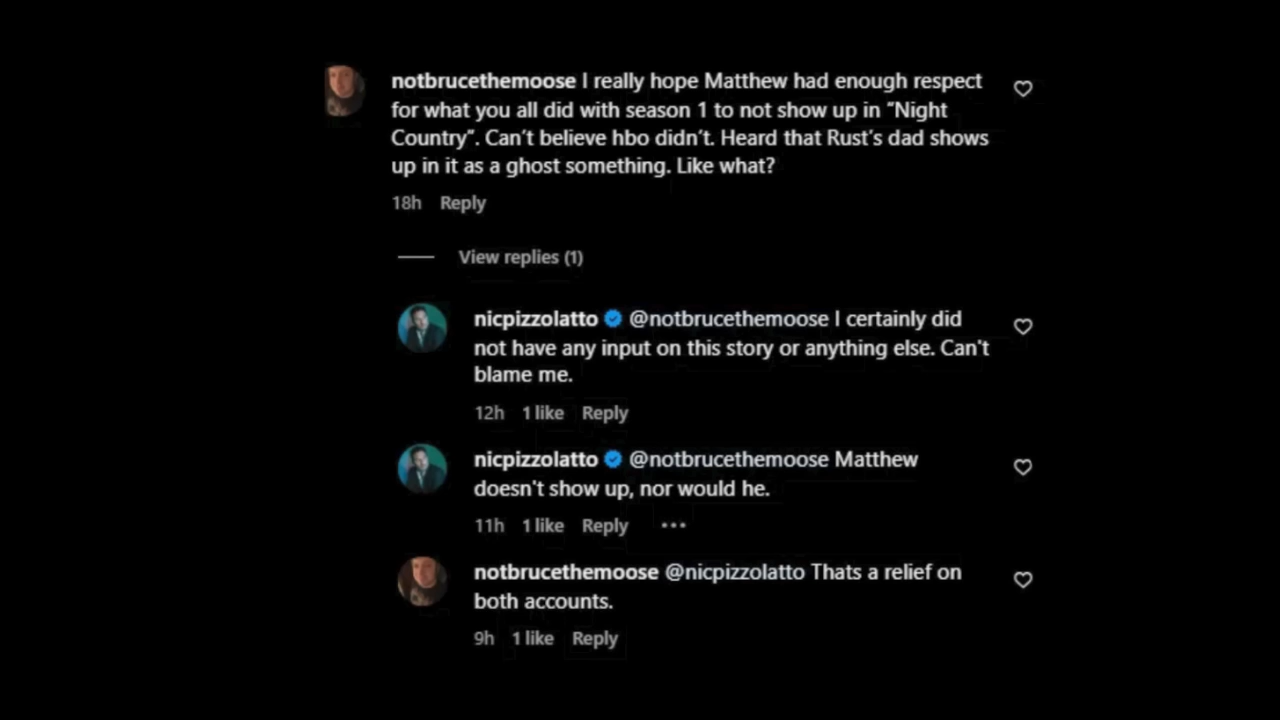 notbrucethemoose I really hope Matthew had enough respect
for what you all did with season 1 to not show up in “Night
Country”. Can’t believe hbo didn’t. Heard that Rust’s dad shows
up in it as a ghost something. Like what?
18h Reply
View replies (1)
nicpizzolatto @notbrucethemoose I certainly did
not have any input on this story or anything else. Can't
blame me.
12h 1 like Reply
nicpizzolatto @notbrucethemoose Matthew
doesn't show up, nor would he.
11h 1 like Reply •••
notbrucethemoose @nicpizzolatto Thats a relief on
both accounts.
9h 1 like Reply